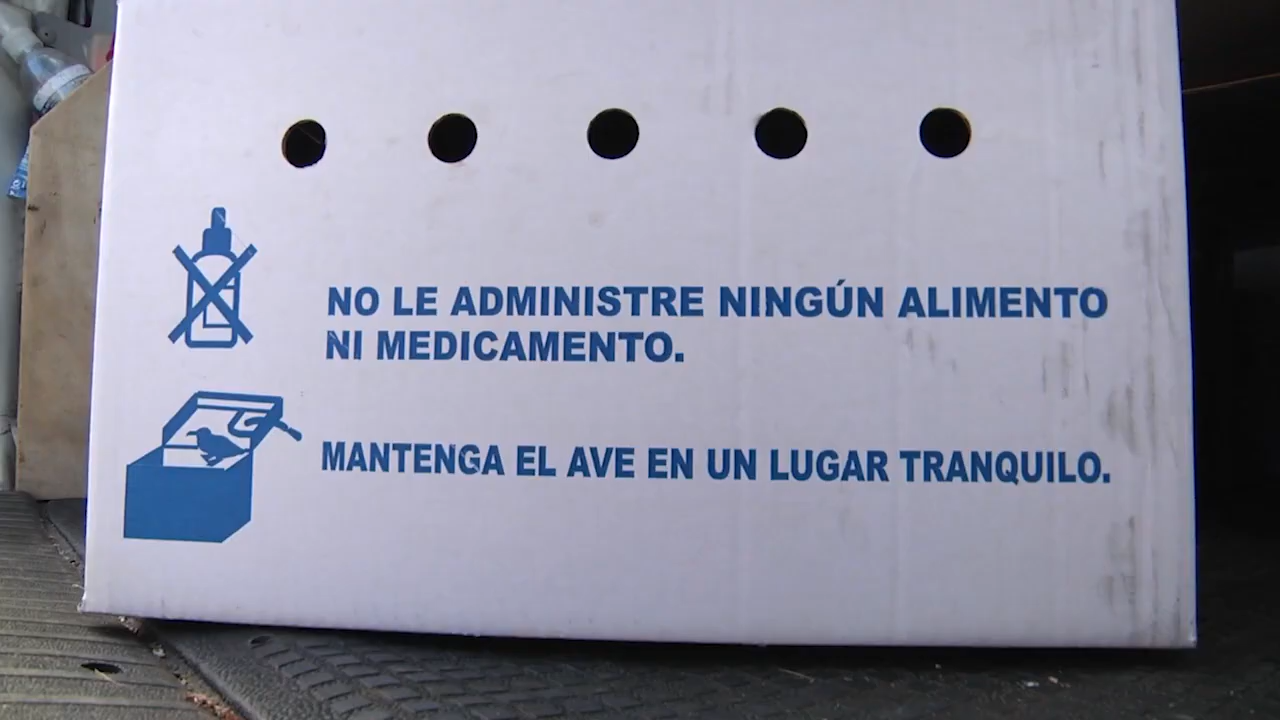 NO LE ADMINISTRE NINGÚN ALIMENTO
NI MEDICAMENTO.
MANTENGA EL AVE EN UN LUGAR TRANQUILO.